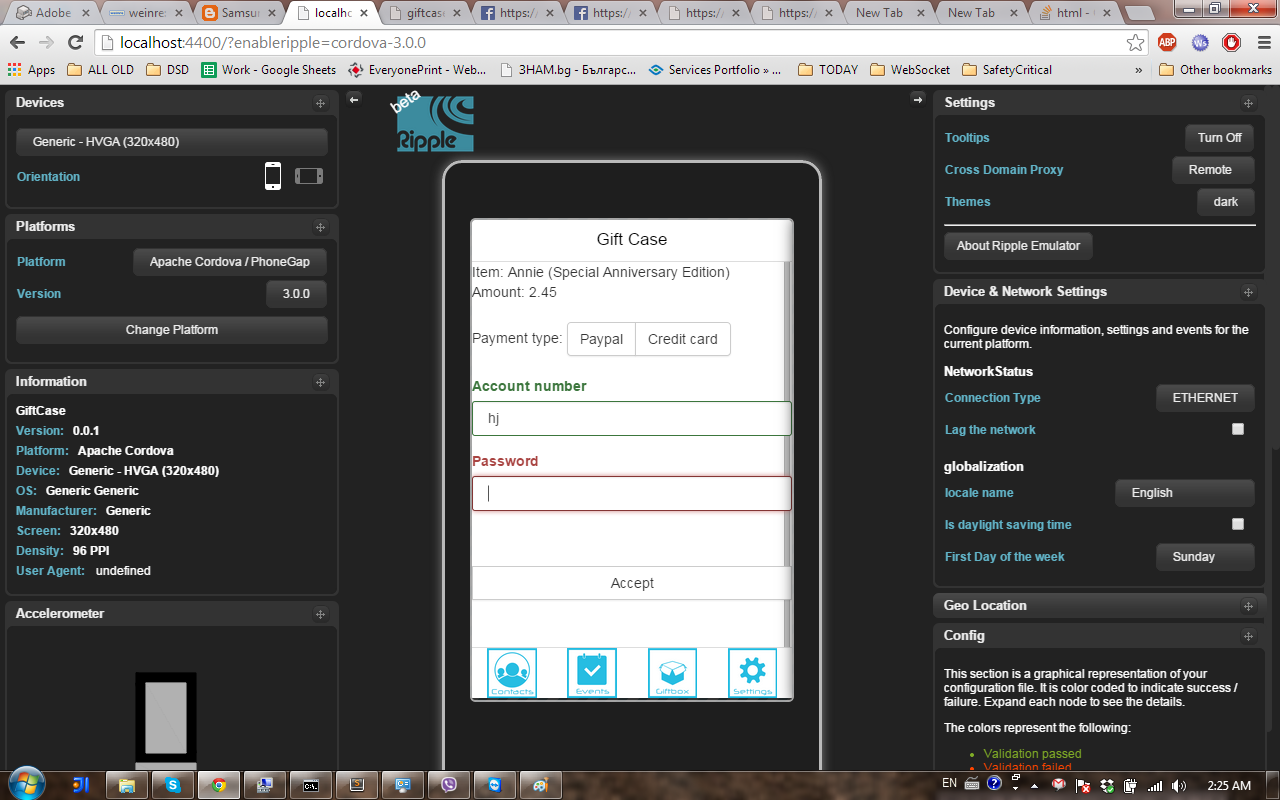 Adobe
weinre
Samsu
localho
giftcase
https:/
https:/
https:/
https:/
New Tab
New Tab
html -
localhost:4400/?enableripple=cordova-3.0.0
ABP
Apps
ALL OLD
DSD
Work - Google Sheets
EveryonePrint - Web...
ЗНАМ.bg - Българс...
Services Portfolio » ...
TODAY
WebSocket
SafetyCritical
»
Other bookmarks
Devices
Generic - HVGA (320x480)
Orientation
Platforms
Platform Apache Cordova / PhoneGap
Version 3.0.0
Change Platform
Information
GiftCase
Version: 0.0.1
Platform: Apache Cordova
Device: Generic - HVGA (320x480)
OS: Generic Generic
Manufacturer: Generic
Screen: 320x480
Density: 96 PPI
User Agent: undefined
Accelerometer
beta
Ripple
Gift Case
Item: Annie (Special Anniversary Edition)
Amount: 2.45
Payment type: Paypal Credit card
Account number
hj
Password
Accept
Contacts
Events
Giftbox
Settings
Settings
Tooltips Turn Off
Cross Domain Proxy Remote
Themes dark
About Ripple Emulator
Device & Network Settings
Configure device information, settings and events for the
current platform.
NetworkStatus
Connection Type ETHERNET
Lag the network
globalization
locale name English
Is daylight saving time
First Day of the week Sunday
Geo Location
Config
This section is a graphical representation of your
configuration file. It is color coded to indicate success /
failure. Expand each node to see the details.
The colors represent the following:
Validation passed
Validation failed
EN
2:25 AM